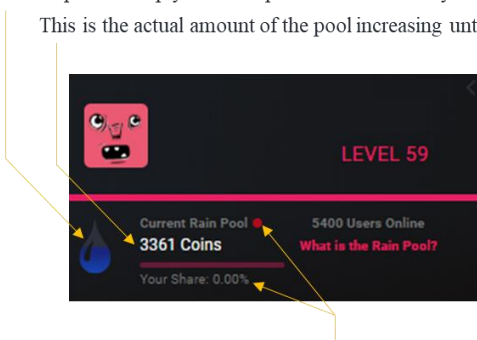 This is the actual amount of the pool increasing
LEVEL 59
Current Rain Pool
5400 Users Online
3361 Coins
What is the Rain Pool?
Your Share: 0.00%